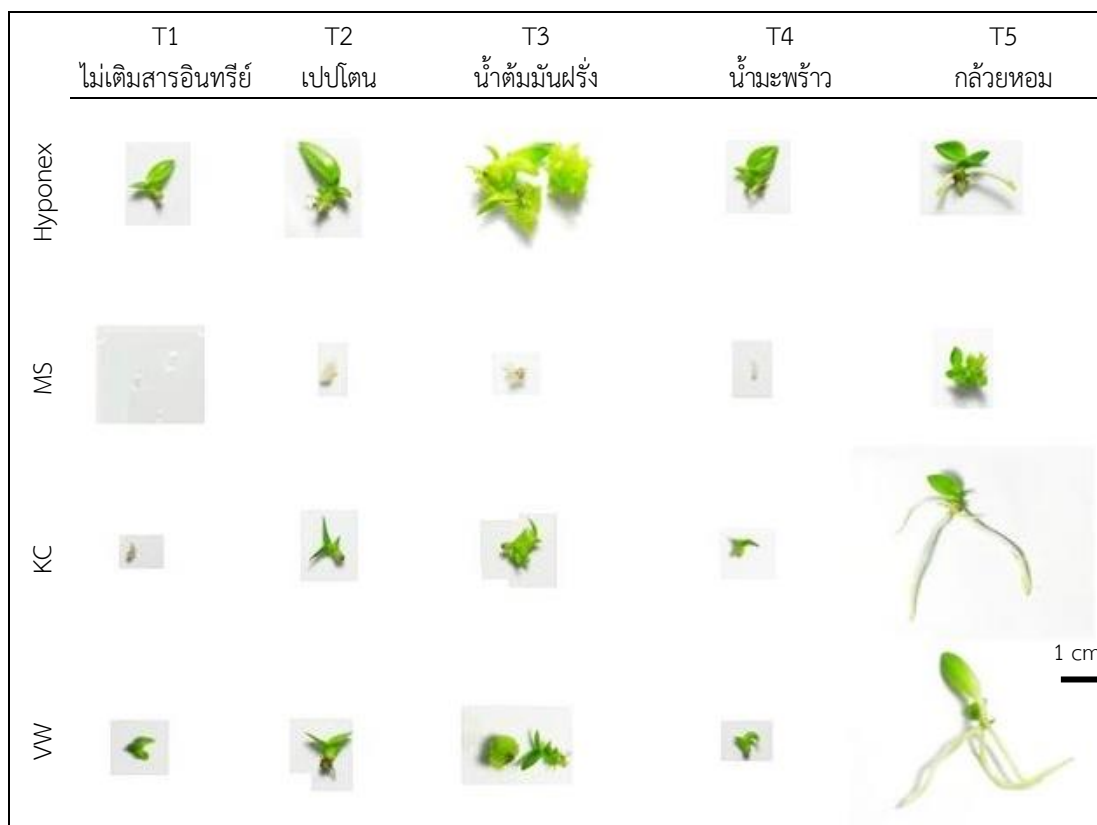 T1 T2 T3 T4 T5
ไม่เติมสารอินทรีย์ เปปโตน น้ำต้มมันฝรั่ง น้ำมะพร้าว กล้วยหอม
Hyponex
MS
KC
1 cm
VW